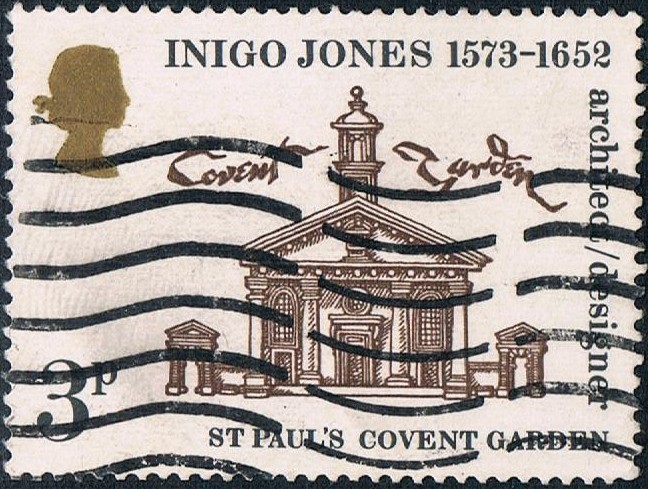 INIGO JONES 1573-1652
architect/designer
Covent Garden
3p
ST PAUL'S COVENT GARDEN